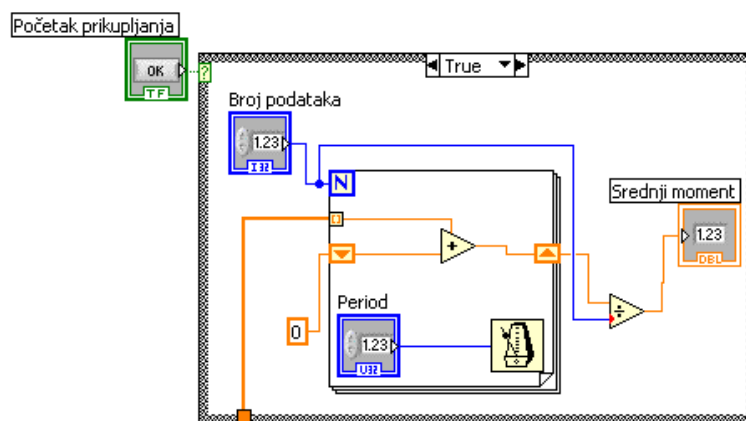 Početak prikupljanja
OK
TF
?
True
Broj podataka
1.23
I32
N
Srednji moment
1.23
DBL
+
÷
0
Period
1.23
U32